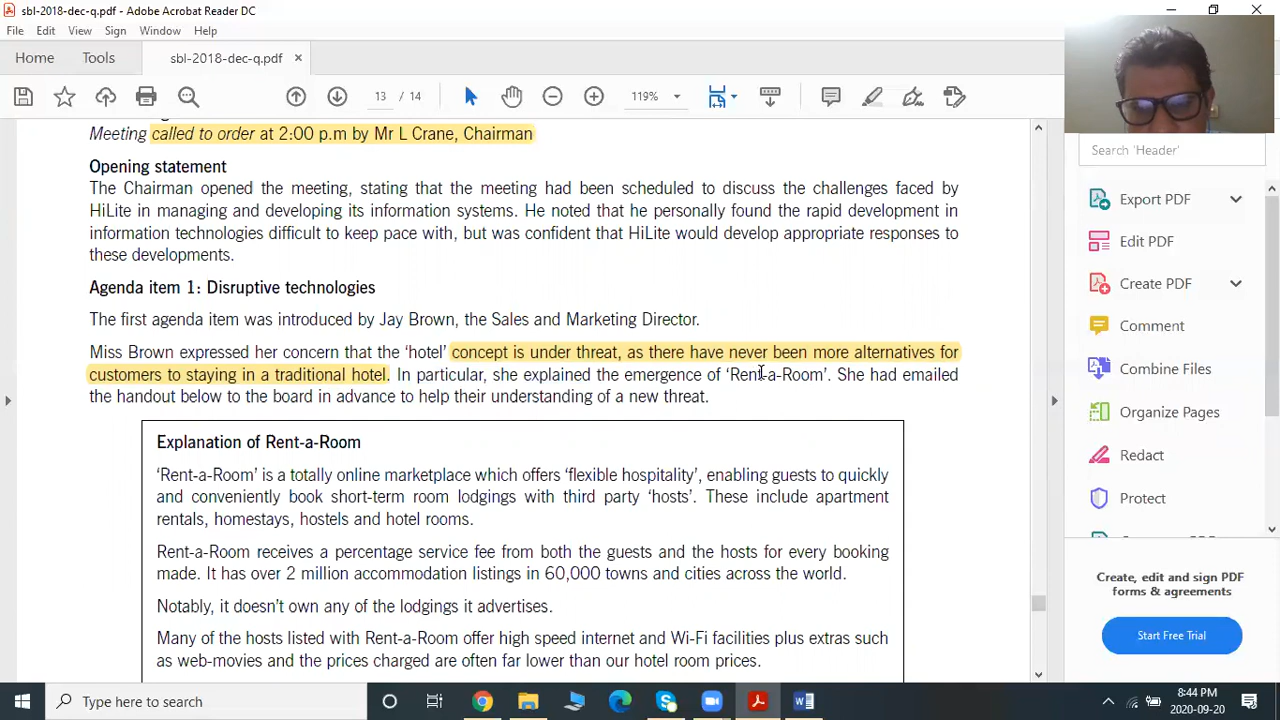 sbl-2018-dec-q.pdf - Adobe Acrobat Reader DC
File Edit View Sign Window Help
Home Tools sbl-2018-dec-q.pdf ×
13 / 14 119%
Meeting called to order at 2:00 p.m by Mr L Crane, Chairman
Opening statement
The Chairman opened the meeting, stating that the meeting had been scheduled to discuss the challenges faced by
HiLite in managing and developing its information systems. He noted that he personally found the rapid development in
information technologies difficult to keep pace with, but was confident that HiLite would develop appropriate responses to
these developments.
Agenda item 1: Disruptive technologies
The first agenda item was introduced by Jay Brown, the Sales and Marketing Director.
Miss Brown expressed her concern that the ‘hotel’ concept is under threat, as there have never been more alternatives for
customers to staying in a traditional hotel. In particular, she explained the emergence of ‘Rent-a-Room’. She had emailed
the handout below to the board in advance to help their understanding of a new threat.
Explanation of Rent-a-Room
‘Rent-a-Room’ is a totally online marketplace which offers ‘flexible hospitality’, enabling guests to quickly
and conveniently book short-term room lodgings with third party ‘hosts’. These include apartment
rentals, homestays, hostels and hotel rooms.
Rent-a-Room receives a percentage service fee from both the guests and the hosts for every booking
made. It has over 2 million accommodation listings in 60,000 towns and cities across the world.
Notably, it doesn’t own any of the lodgings it advertises.
Many of the hosts listed with Rent-a-Room offer high speed internet and Wi-Fi facilities plus extras such
as web-movies and the prices charged are often far lower than our hotel room prices.
Search 'Header'
Export PDF
Edit PDF
Create PDF
Comment
Combine Files
Organize Pages
Redact
Protect
Create, edit and sign PDF
forms & agreements
Start Free Trial
Type here to search
8:44 PM
2020-09-20